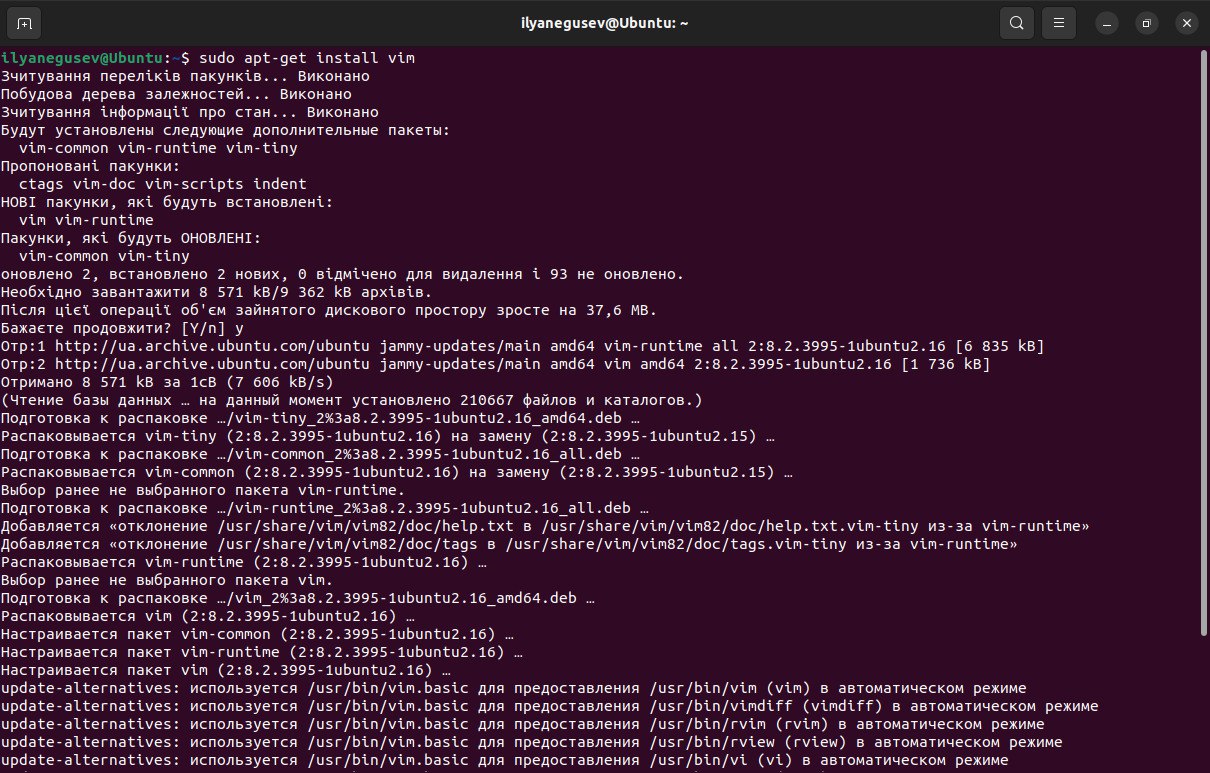 ilyanegusev@Ubuntu: ~
ilyanegusev@Ubuntu:~$ sudo apt-get install vim
Зчитування переліків пакунків... Виконано
Побудова дерева залежностей... Виконано
Зчитування інформації про стан... Виконано
Будут установлены следующие дополнительные пакеты:
  vim-common vim-runtime vim-tiny
Пропоновані пакунки:
  ctags vim-doc vim-scripts indent
НОВІ пакунки, які будуть встановлені:
  vim vim-runtime
Пакунки, які будуть ОНОВЛЕНІ:
  vim-common vim-tiny
оновлено 2, встановлено 2 нових, 0 відмічено для видалення і 93 не оновлено.
Необхідно завантажити 8 571 kB/9 362 kB архівів.
Після цієї операції об'єм зайнятого дискового простору зросте на 37,6 MB.
Бажаєте продовжити? [Y/n] y
Отр:1 http://ua.archive.ubuntu.com/ubuntu jammy-updates/main amd64 vim-runtime all 2:8.2.3995-1ubuntu2.16 [6 835 kB]
Отр:2 http://ua.archive.ubuntu.com/ubuntu jammy-updates/main amd64 vim amd64 2:8.2.3995-1ubuntu2.16 [1 736 kB]
Отримано 8 571 kB за 1сВ (7 606 kB/s)
(Чтение базы данных … на данный момент установлено 210667 файлов и каталогов.)
Подготовка к распаковке …/vim-tiny_2%3a8.2.3995-1ubuntu2.16_amd64.deb …
Распаковывается vim-tiny (2:8.2.3995-1ubuntu2.16) на замену (2:8.2.3995-1ubuntu2.15) …
Подготовка к распаковке …/vim-common_2%3a8.2.3995-1ubuntu2.16_all.deb …
Распаковывается vim-common (2:8.2.3995-1ubuntu2.16) на замену (2:8.2.3995-1ubuntu2.15) …
Выбор ранее не выбранного пакета vim-runtime.
Подготовка к распаковке …/vim-runtime_2%3a8.2.3995-1ubuntu2.16_all.deb …
Добавляется «отклонение /usr/share/vim/vim82/doc/help.txt в /usr/share/vim/vim82/doc/help.txt.vim-tiny из-за vim-runtime»
Добавляется «отклонение /usr/share/vim/vim82/doc/tags в /usr/share/vim/vim82/doc/tags.vim-tiny из-за vim-runtime»
Распаковывается vim-runtime (2:8.2.3995-1ubuntu2.16) …
Выбор ранее не выбранного пакета vim.
Подготовка к распаковке …/vim_2%3a8.2.3995-1ubuntu2.16_amd64.deb …
Распаковывается vim (2:8.2.3995-1ubuntu2.16) …
Настраивается пакет vim-common (2:8.2.3995-1ubuntu2.16) …
Настраивается пакет vim-runtime (2:8.2.3995-1ubuntu2.16) …
Настраивается пакет vim (2:8.2.3995-1ubuntu2.16) …
update-alternatives: используется /usr/bin/vim.basic для предоставления /usr/bin/vim (vim) в автоматическом режиме
update-alternatives: используется /usr/bin/vim.basic для предоставления /usr/bin/vimdiff (vimdiff) в автоматическом режиме
update-alternatives: используется /usr/bin/vim.basic для предоставления /usr/bin/rvim (rvim) в автоматическом режиме
update-alternatives: используется /usr/bin/vim.basic для предоставления /usr/bin/rview (rview) в автоматическом режиме
update-alternatives: используется /usr/bin/vim.basic для предоставления /usr/bin/vi (vi) в автоматическом режиме